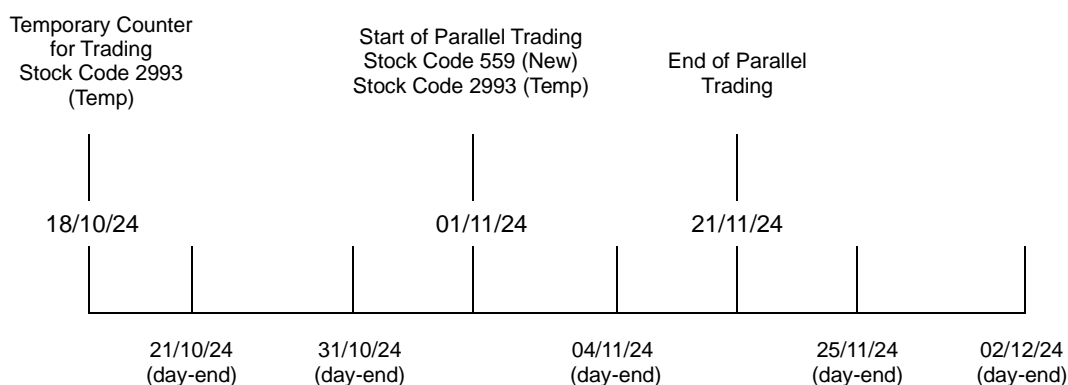 Temporary Counter
for Trading
Stock Code 2993
(Temp)
Start of Parallel Trading
Stock Code 559 (New)
Stock Code 2993 (Temp)
End of Parallel
Trading
18/10/24
01/11/24
21/11/24
21/10/24
(day-end)
31/10/24
(day-end)
04/11/24
(day-end)
25/11/24
(day-end)
02/12/24
(day-end)